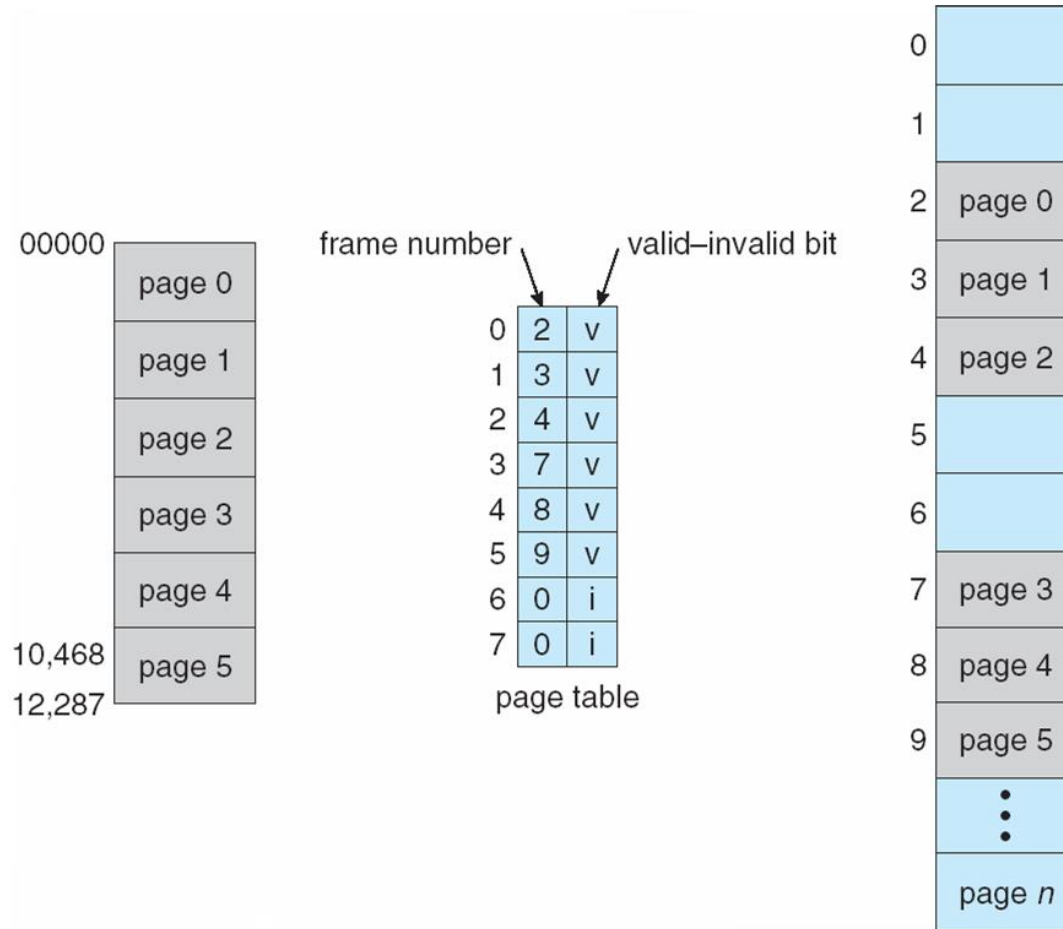 00000
page 0
page 1
page 2
page 3
page 4
10,468
page 5
12,287
frame number
valid–invalid bit
0 2 v
1 3 v
2 4 v
3 7 v
4 8 v
5 9 v
6 0 i
7 0 i
page table
0
1
2 page 0
3 page 1
4 page 2
5
6
7 page 3
8 page 4
9 page 5
page n